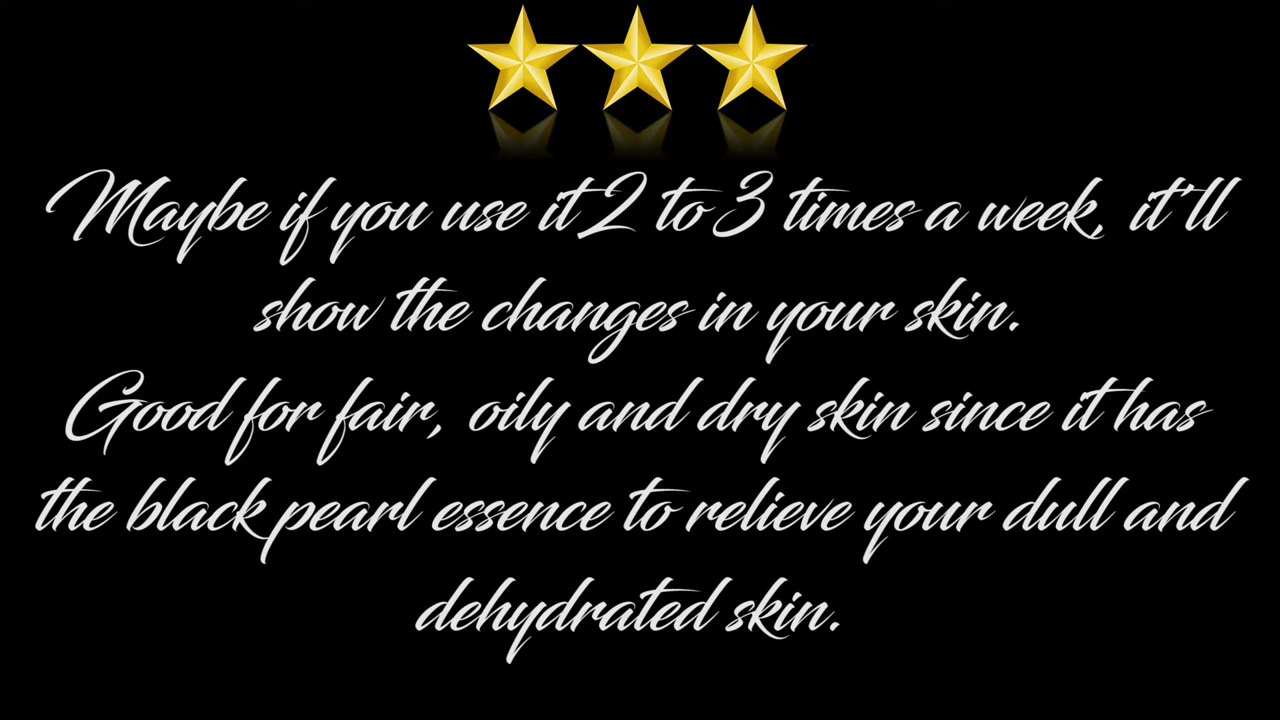 Maybe if you use it 2 to 3 times a week, it'll
show the changes in your skin.
Good for fair, oily and dry skin since it has
the black pearl essence to relieve your dull and
dehydrated skin.